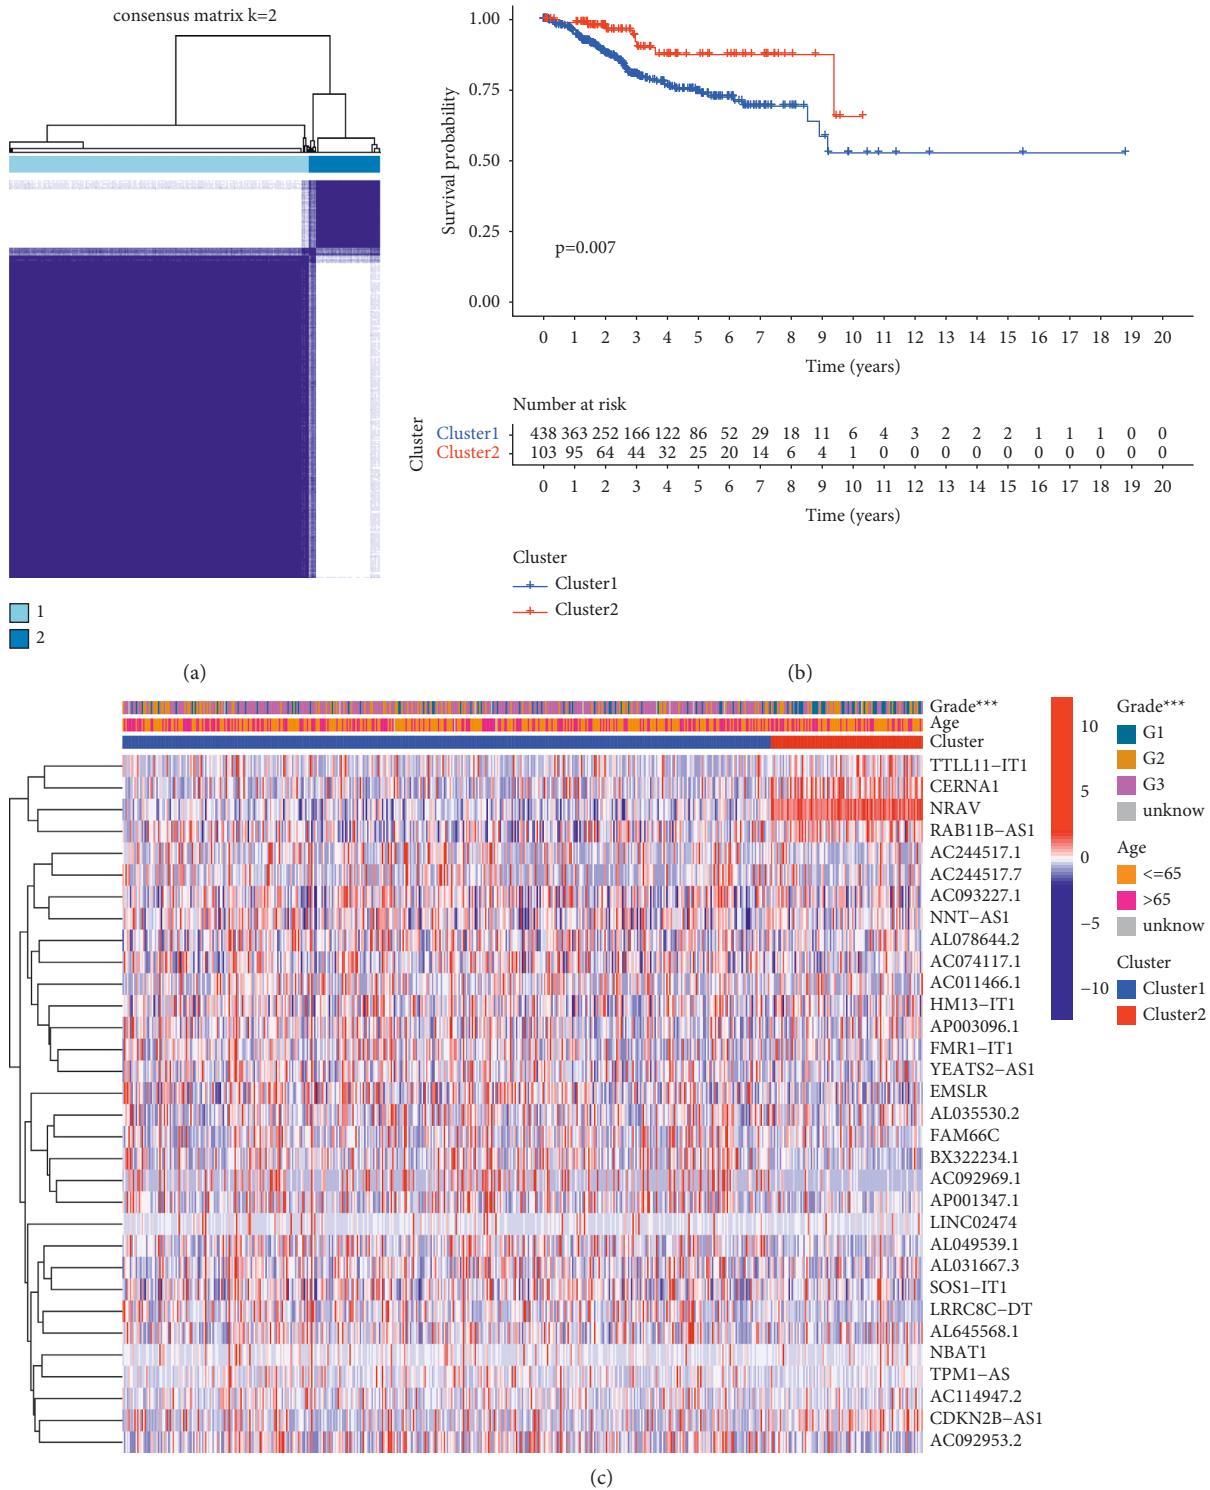 consensus matrix k=2
1
2
(a)
Survival probability
1.00
0.75
0.50
0.25
0.00
p=0.007
0 1 2 3 4 5 6 7 8 9 10 11 12 13 14 15 16 17 18 19 20
Time (years)
Number at risk
Cluster
Cluster1 438 363 252 166 122 86 52 29 18 11 6 4 3 2 2 2 1 1 1 0 0
Cluster2 103 95 64 44 32 25 20 14 6 4 1 0 0 0 0 0 0 0 0 0 0
0 1 2 3 4 5 6 7 8 9 10 11 12 13 14 15 16 17 18 19 20
Time (years)
Cluster
Cluster1
Cluster2
(b)
Grade***
Age
Cluster
TTLL11−IT1
CERNA1
NRAV
RAB11B−AS1
AC244517.1
AC244517.7
AC093227.1
NNT−AS1
AL078644.2
AC074117.1
AC011466.1
HM13−IT1
AP003096.1
FMR1−IT1
YEATS2−AS1
EMSLR
AL035530.2
FAM66C
BX322234.1
AC092969.1
AP001347.1
LINC02474
AL049539.1
AL031667.3
SOS1−IT1
LRRC8C−DT
AL645568.1
NBAT1
TPM1−AS
AC114947.2
CDKN2B−AS1
AC092953.2
10
5
0
−5
−10
Grade***
G1
G2
G3
unknow
Age
<=65
>65
unknow
Cluster
Cluster1
Cluster2
(c)